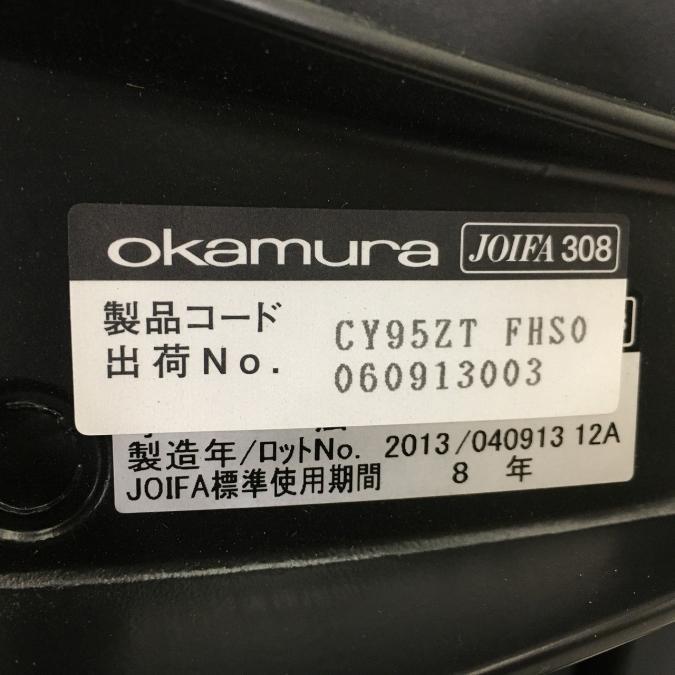 okamura JOIFA 308
製品コード CY95ZT FHS0
出荷No. 060913003
製造年/ロットNo. 2013/040913 12A
JOIFA標準使用期間 8 年